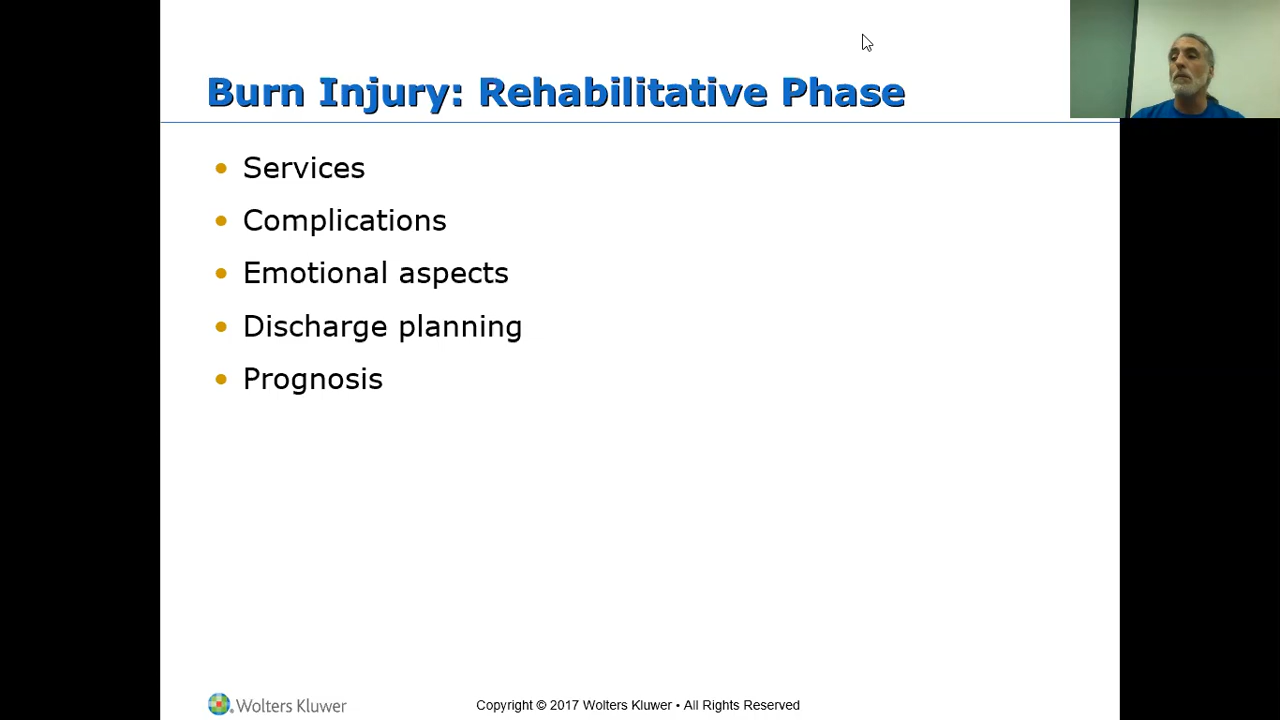 Burn Injury: Rehabilitative Phase
• Services
• Complications
• Emotional aspects
• Discharge planning
• Prognosis
Wolters Kluwer
Copyright © 2017 Wolters Kluwer • All Rights Reserved